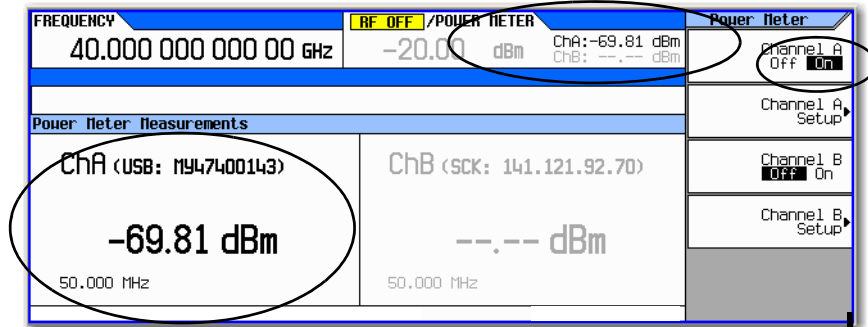 FREQUENCY
40.000 000 000 00 GHz
RF OFF /POWER METER
-20.00 dBm
ChA:-69.81 dBm
ChB: --.-- dBm
Power Meter Measurements
ChA (USB: MY47400143)
-69.81 dBm
50.000 MHz
ChB (SCK: 141.121.92.70)
--.-- dBm
50.000 MHz
Power Meter
Channel A
Off On
Channel A
Setup
Channel B
Off On
Channel B
Setup